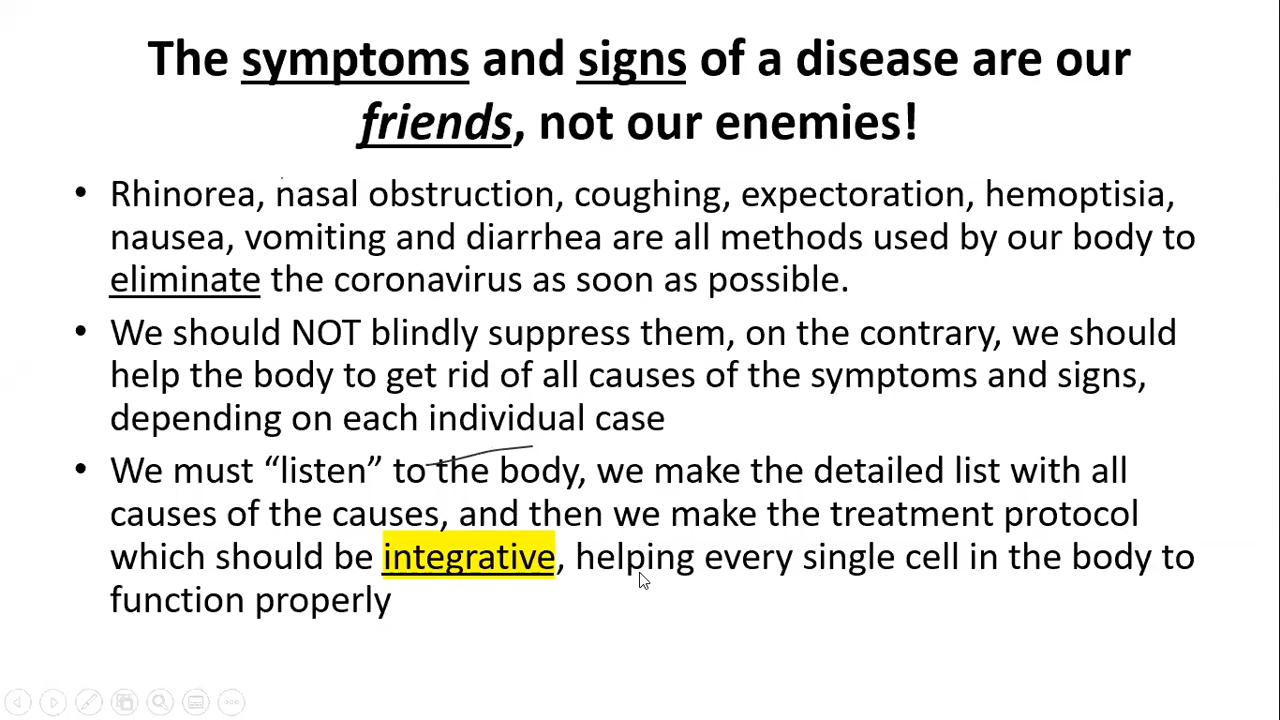 The symptoms and signs of a disease are our
friends, not our enemies!
• Rhinorea, nasal obstruction, coughing, expectoration, hemoptisia,
nausea, vomiting and diarrhea are all methods used by our body to
eliminate the coronavirus as soon as possible.
• We should NOT blindly suppress them, on the contrary, we should
help the body to get rid of all causes of the symptoms and signs,
depending on each individual case
• We must “listen” to the body, we make the detailed list with all
causes of the causes, and then we make the treatment protocol
which should be integrative, helping every single cell in the body to
function properly